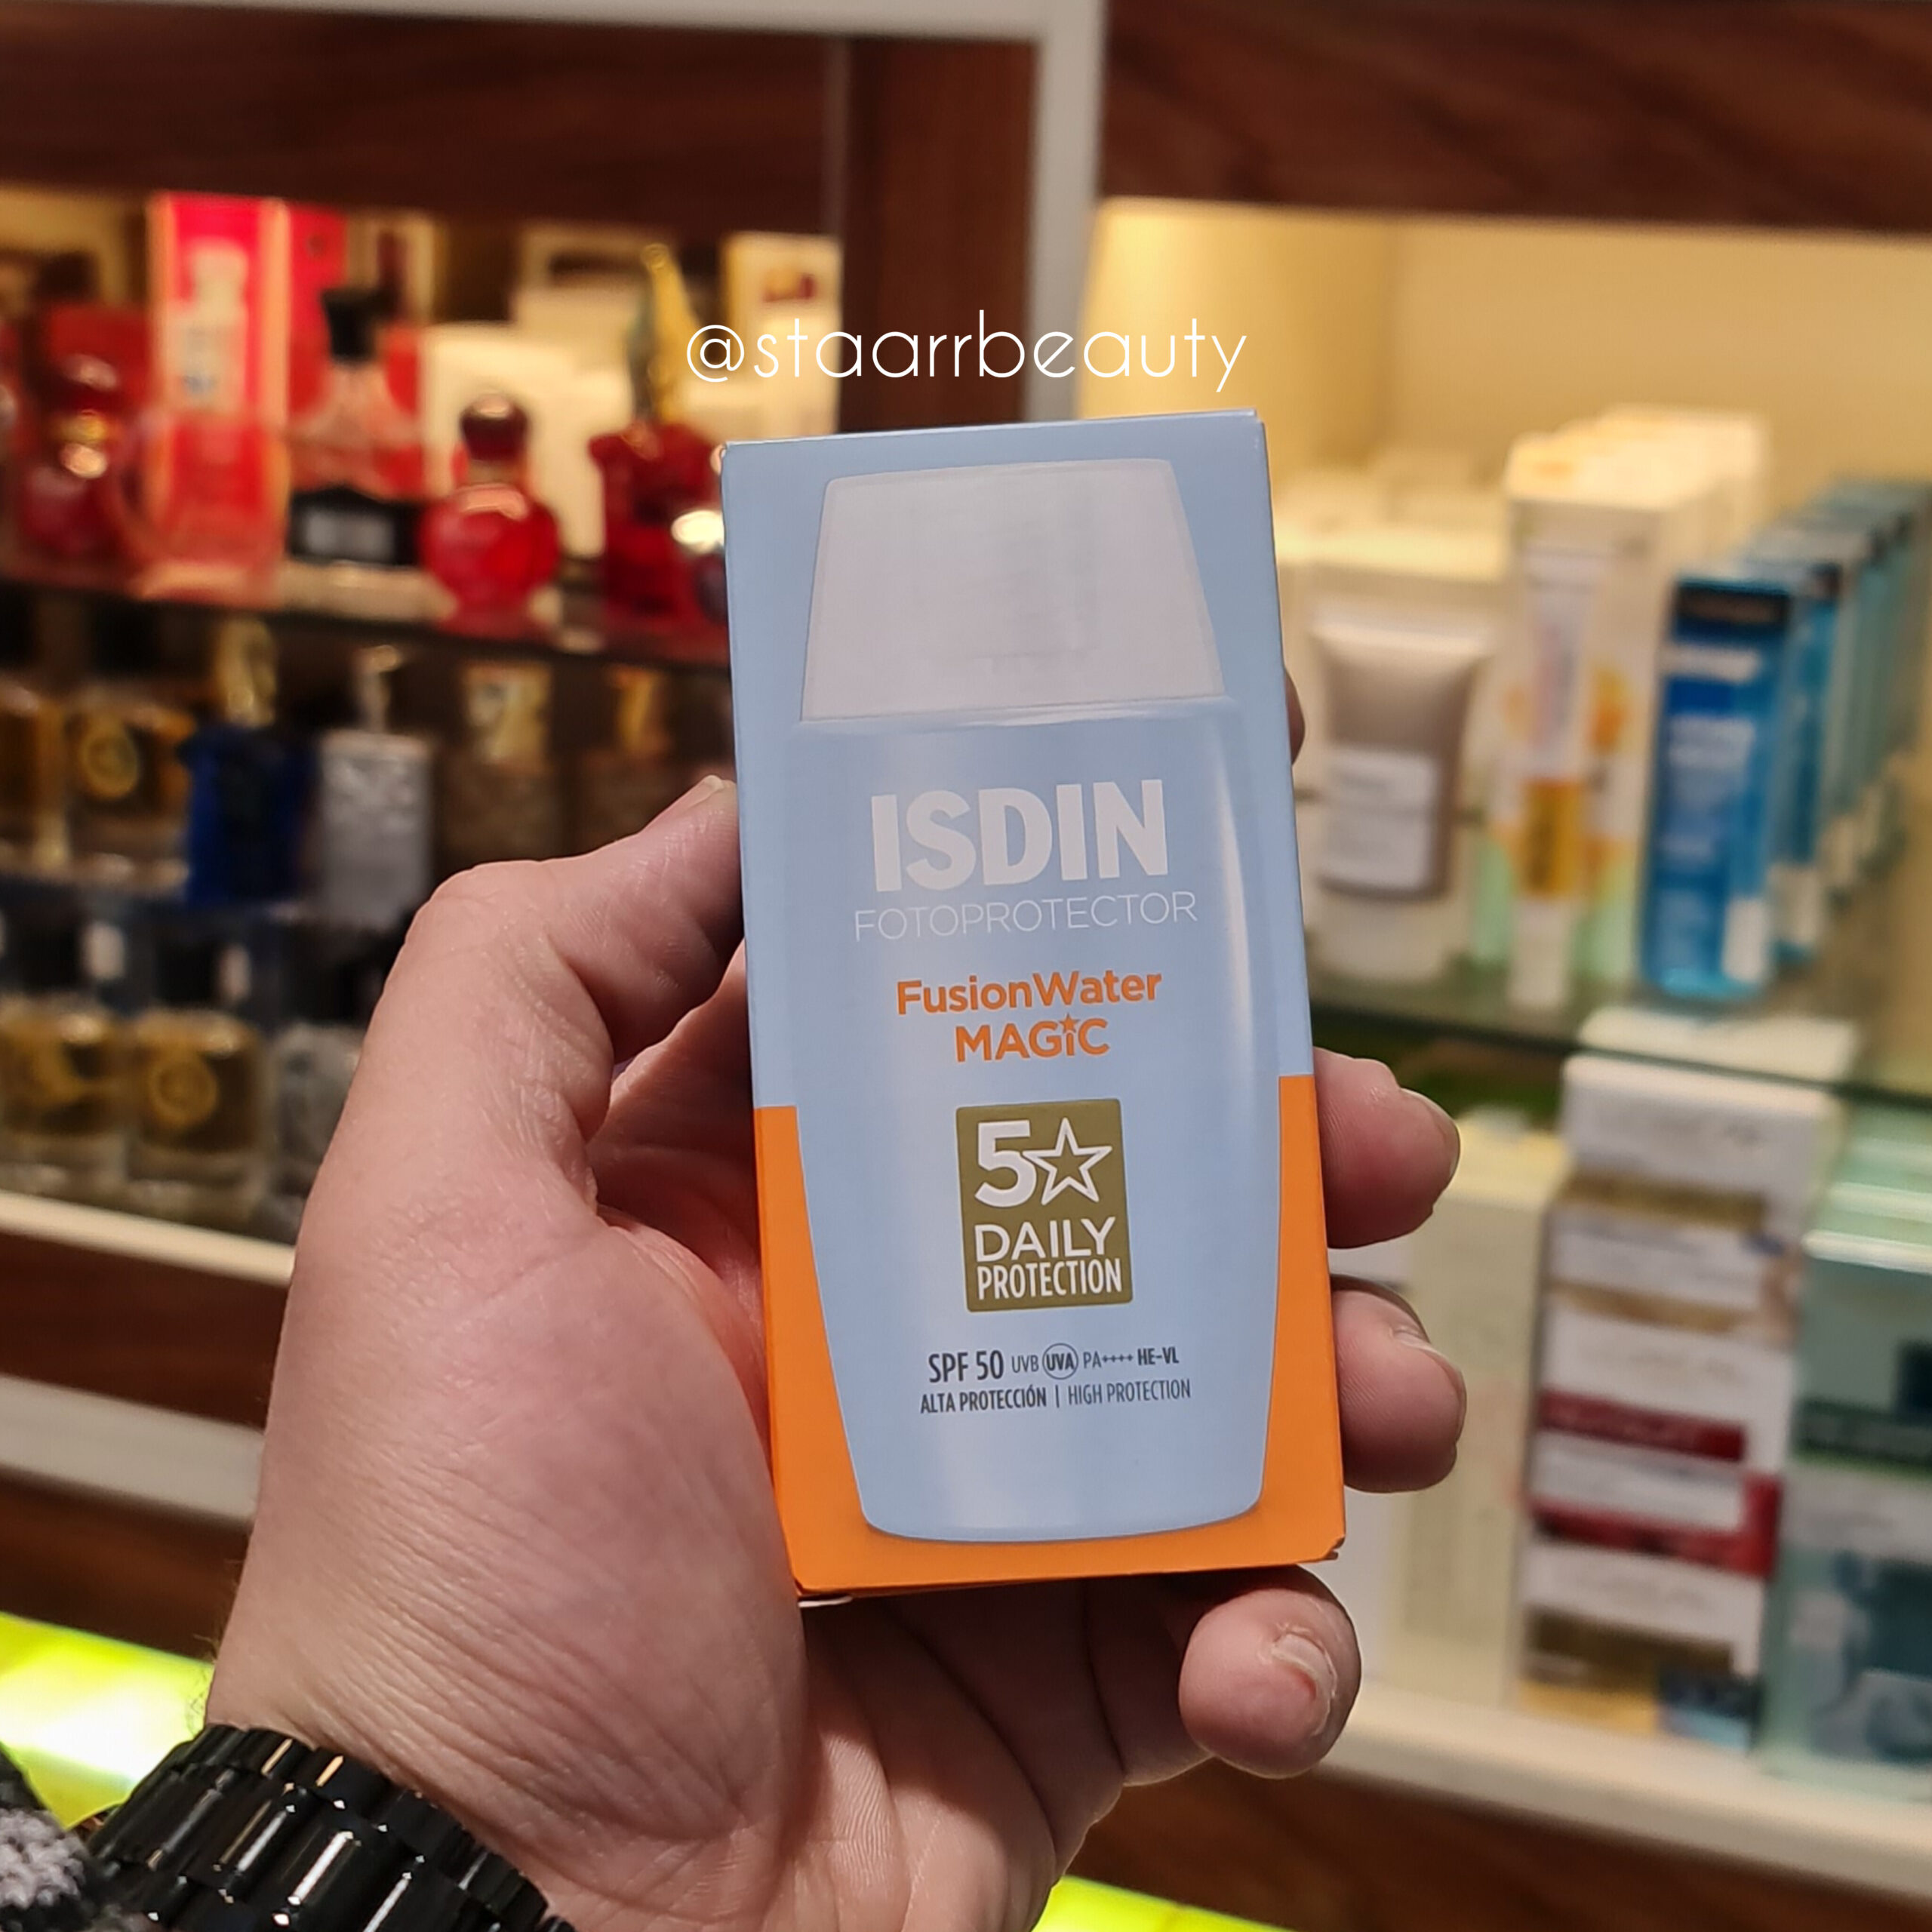 @staarrbeauty
ISDIN
FOTOPROTECTOR
FusionWater
MAGIC
5☆
DAILY
PROTECTION
SPF 50 UVB UVA PA++++ HE-VL
ALTA PROTECCIÓN | HIGH PROTECTION